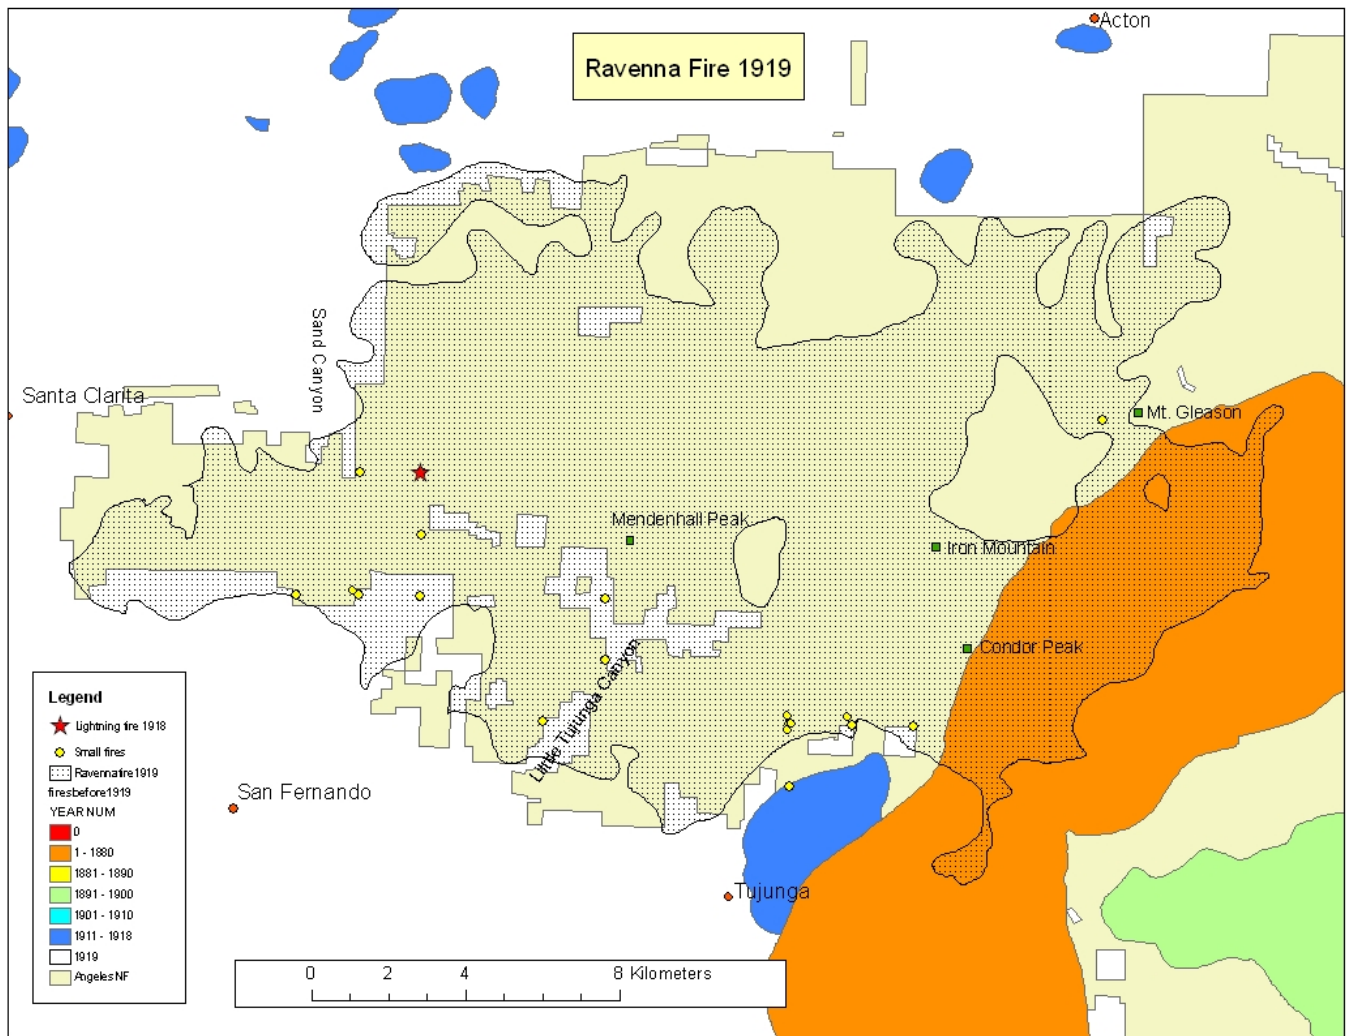 Acton
Ravenna Fire 1919
Sand Canyon
Santa Clarita
Mt. Gleason
Mendenhall Peak
Iron Mountain
Little Tujunga Canyon
Condor Peak
San Fernando
Tujunga
Legend
Lightning fire 1918
Small fires
Ravennafire1919
firesbefore1919
YEARNUM
0
1 - 1880
1881 - 1890
1891 - 1900
1901 - 1910
1911 - 1918
1919
Angeles NF
0 2 4 8 Kilometers